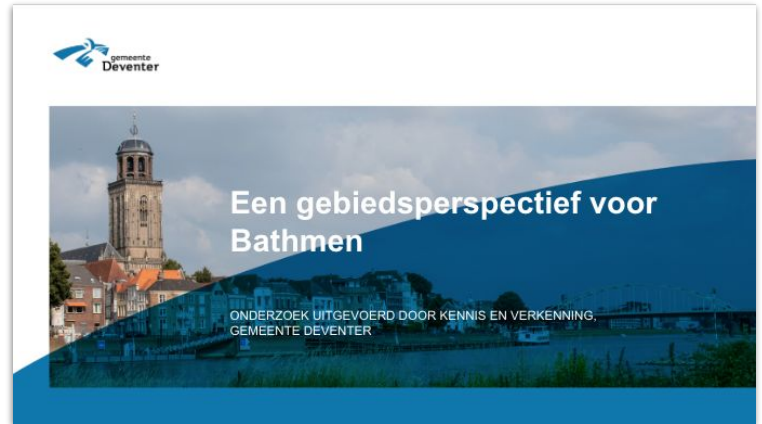 gemeente
Deventer
Een gebiedsperspectief voor
Bathmen
ONDERZOEK UITGEVOERD DOOR KENNIS EN VERKENNING,
GEMEENTE DEVENTER